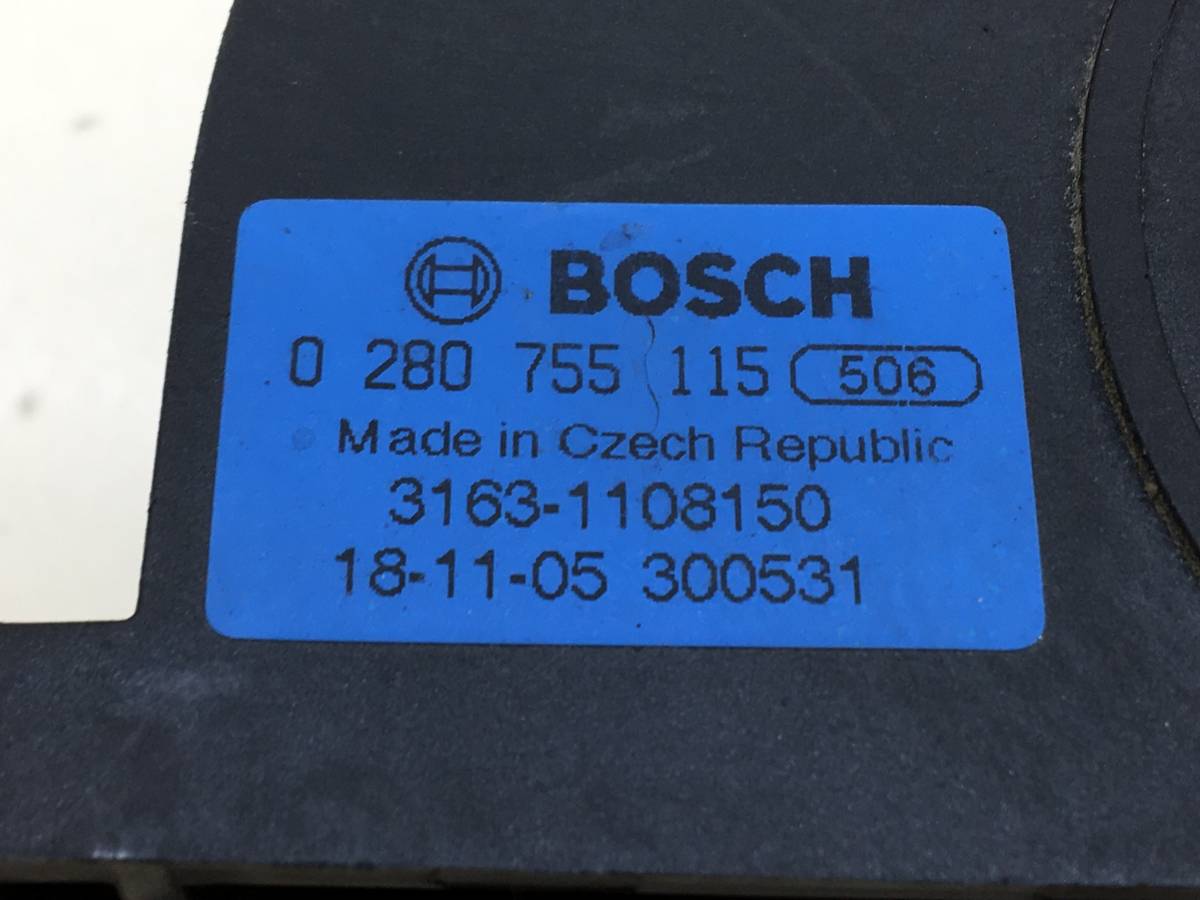 BOSCH
0 280 755 115 506
Made in Czech Republic
3163-1108150
18-11-05 300531